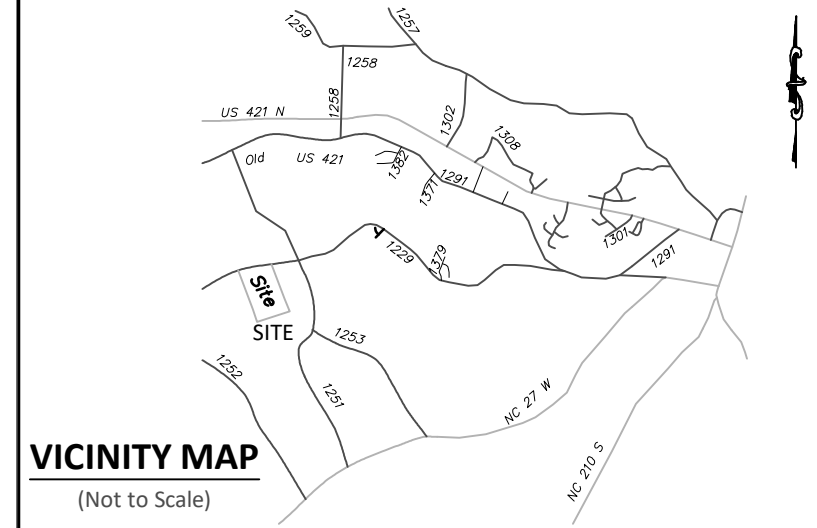 1259
1257
1258
1258
US 421 N
1302
1308
Old US 421
1382
1371
1291
1301
1291
1229
1379
Site
SITE
1253
1252
1251
NC 27 W
NC 210 S
VICINITY MAP
(Not to Scale)